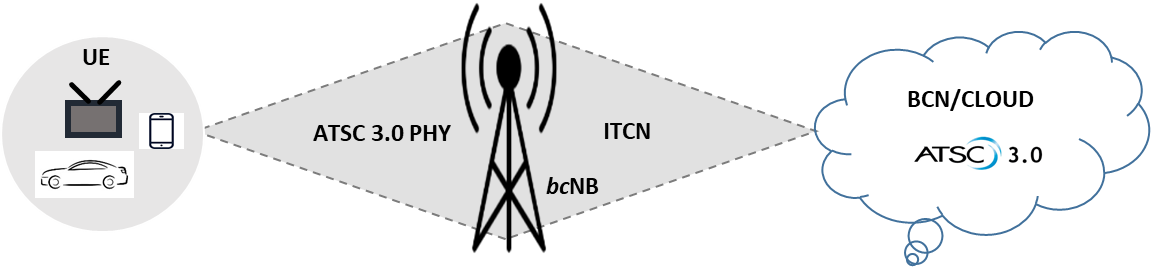 UE
ATSC 3.0 PHY
ITCN
bcNB
BCN/CLOUD
ATSC 3.0